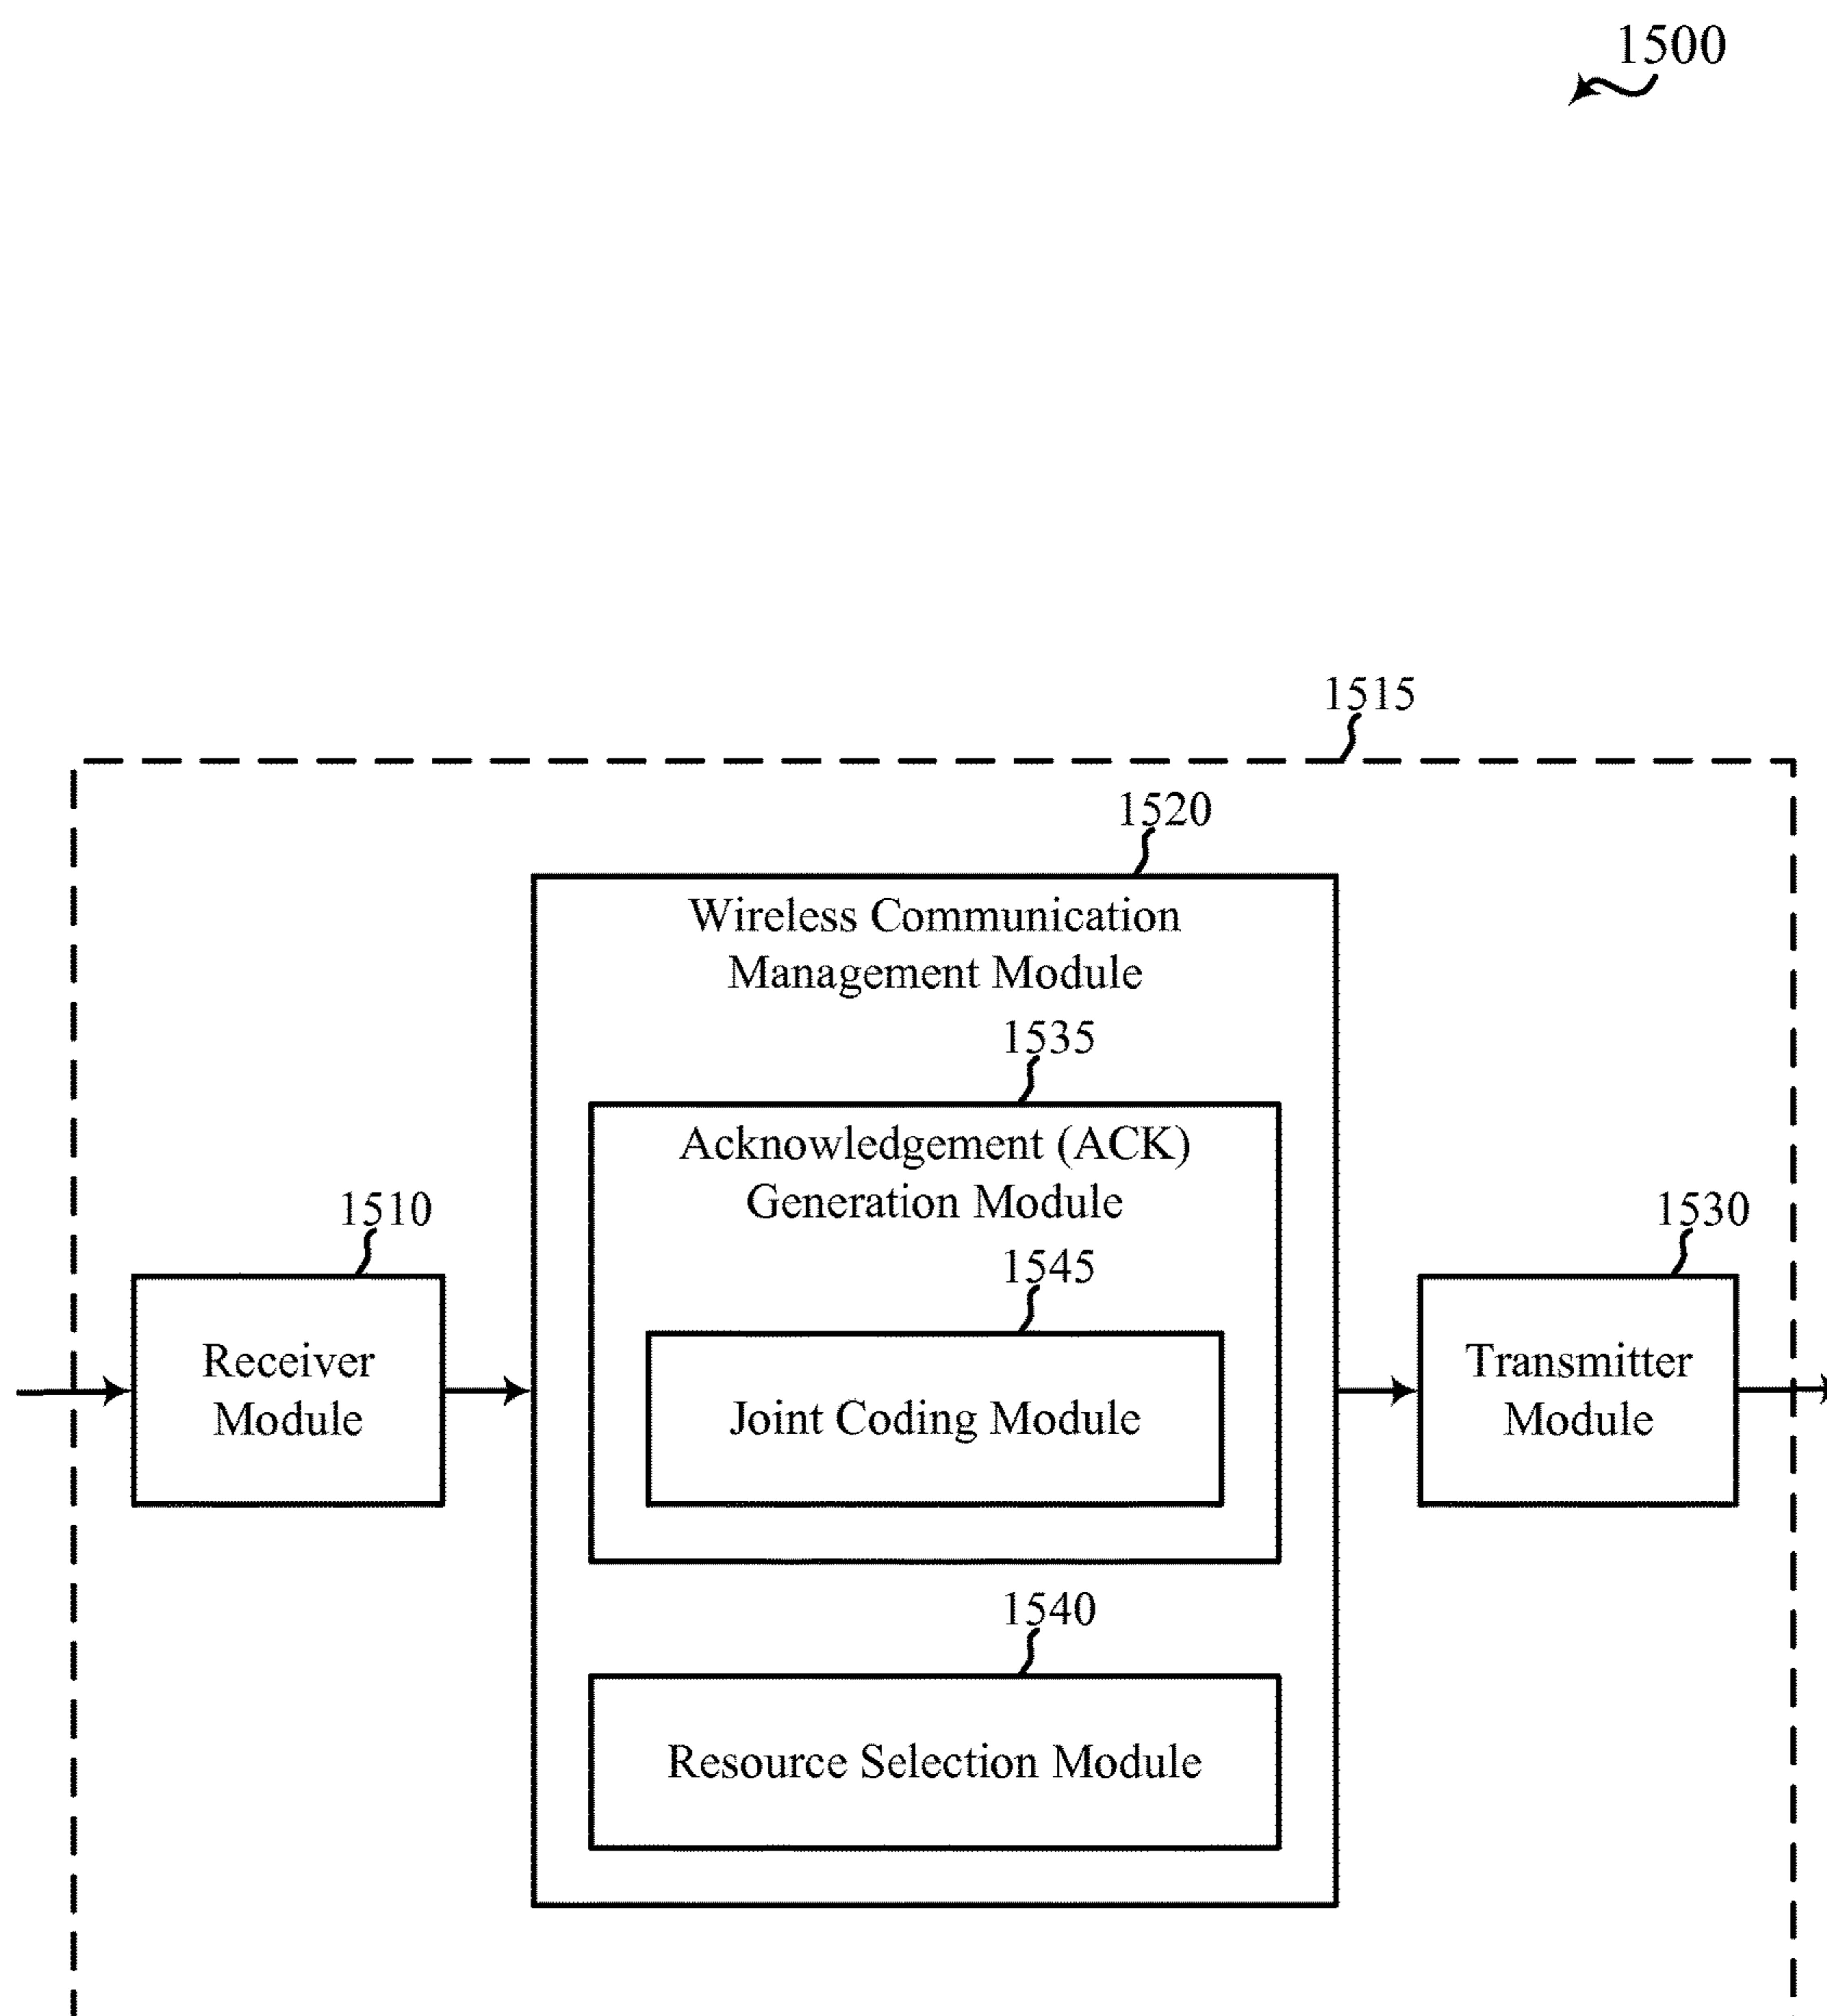 1500
1515
1520
Wireless Communication
Management Module
1535
Acknowledgement (ACK)
Generation Module
1510
1530
1545
Receiver
Module
Joint Coding Module
Transmitter
Module
1540
Resource Selection Module